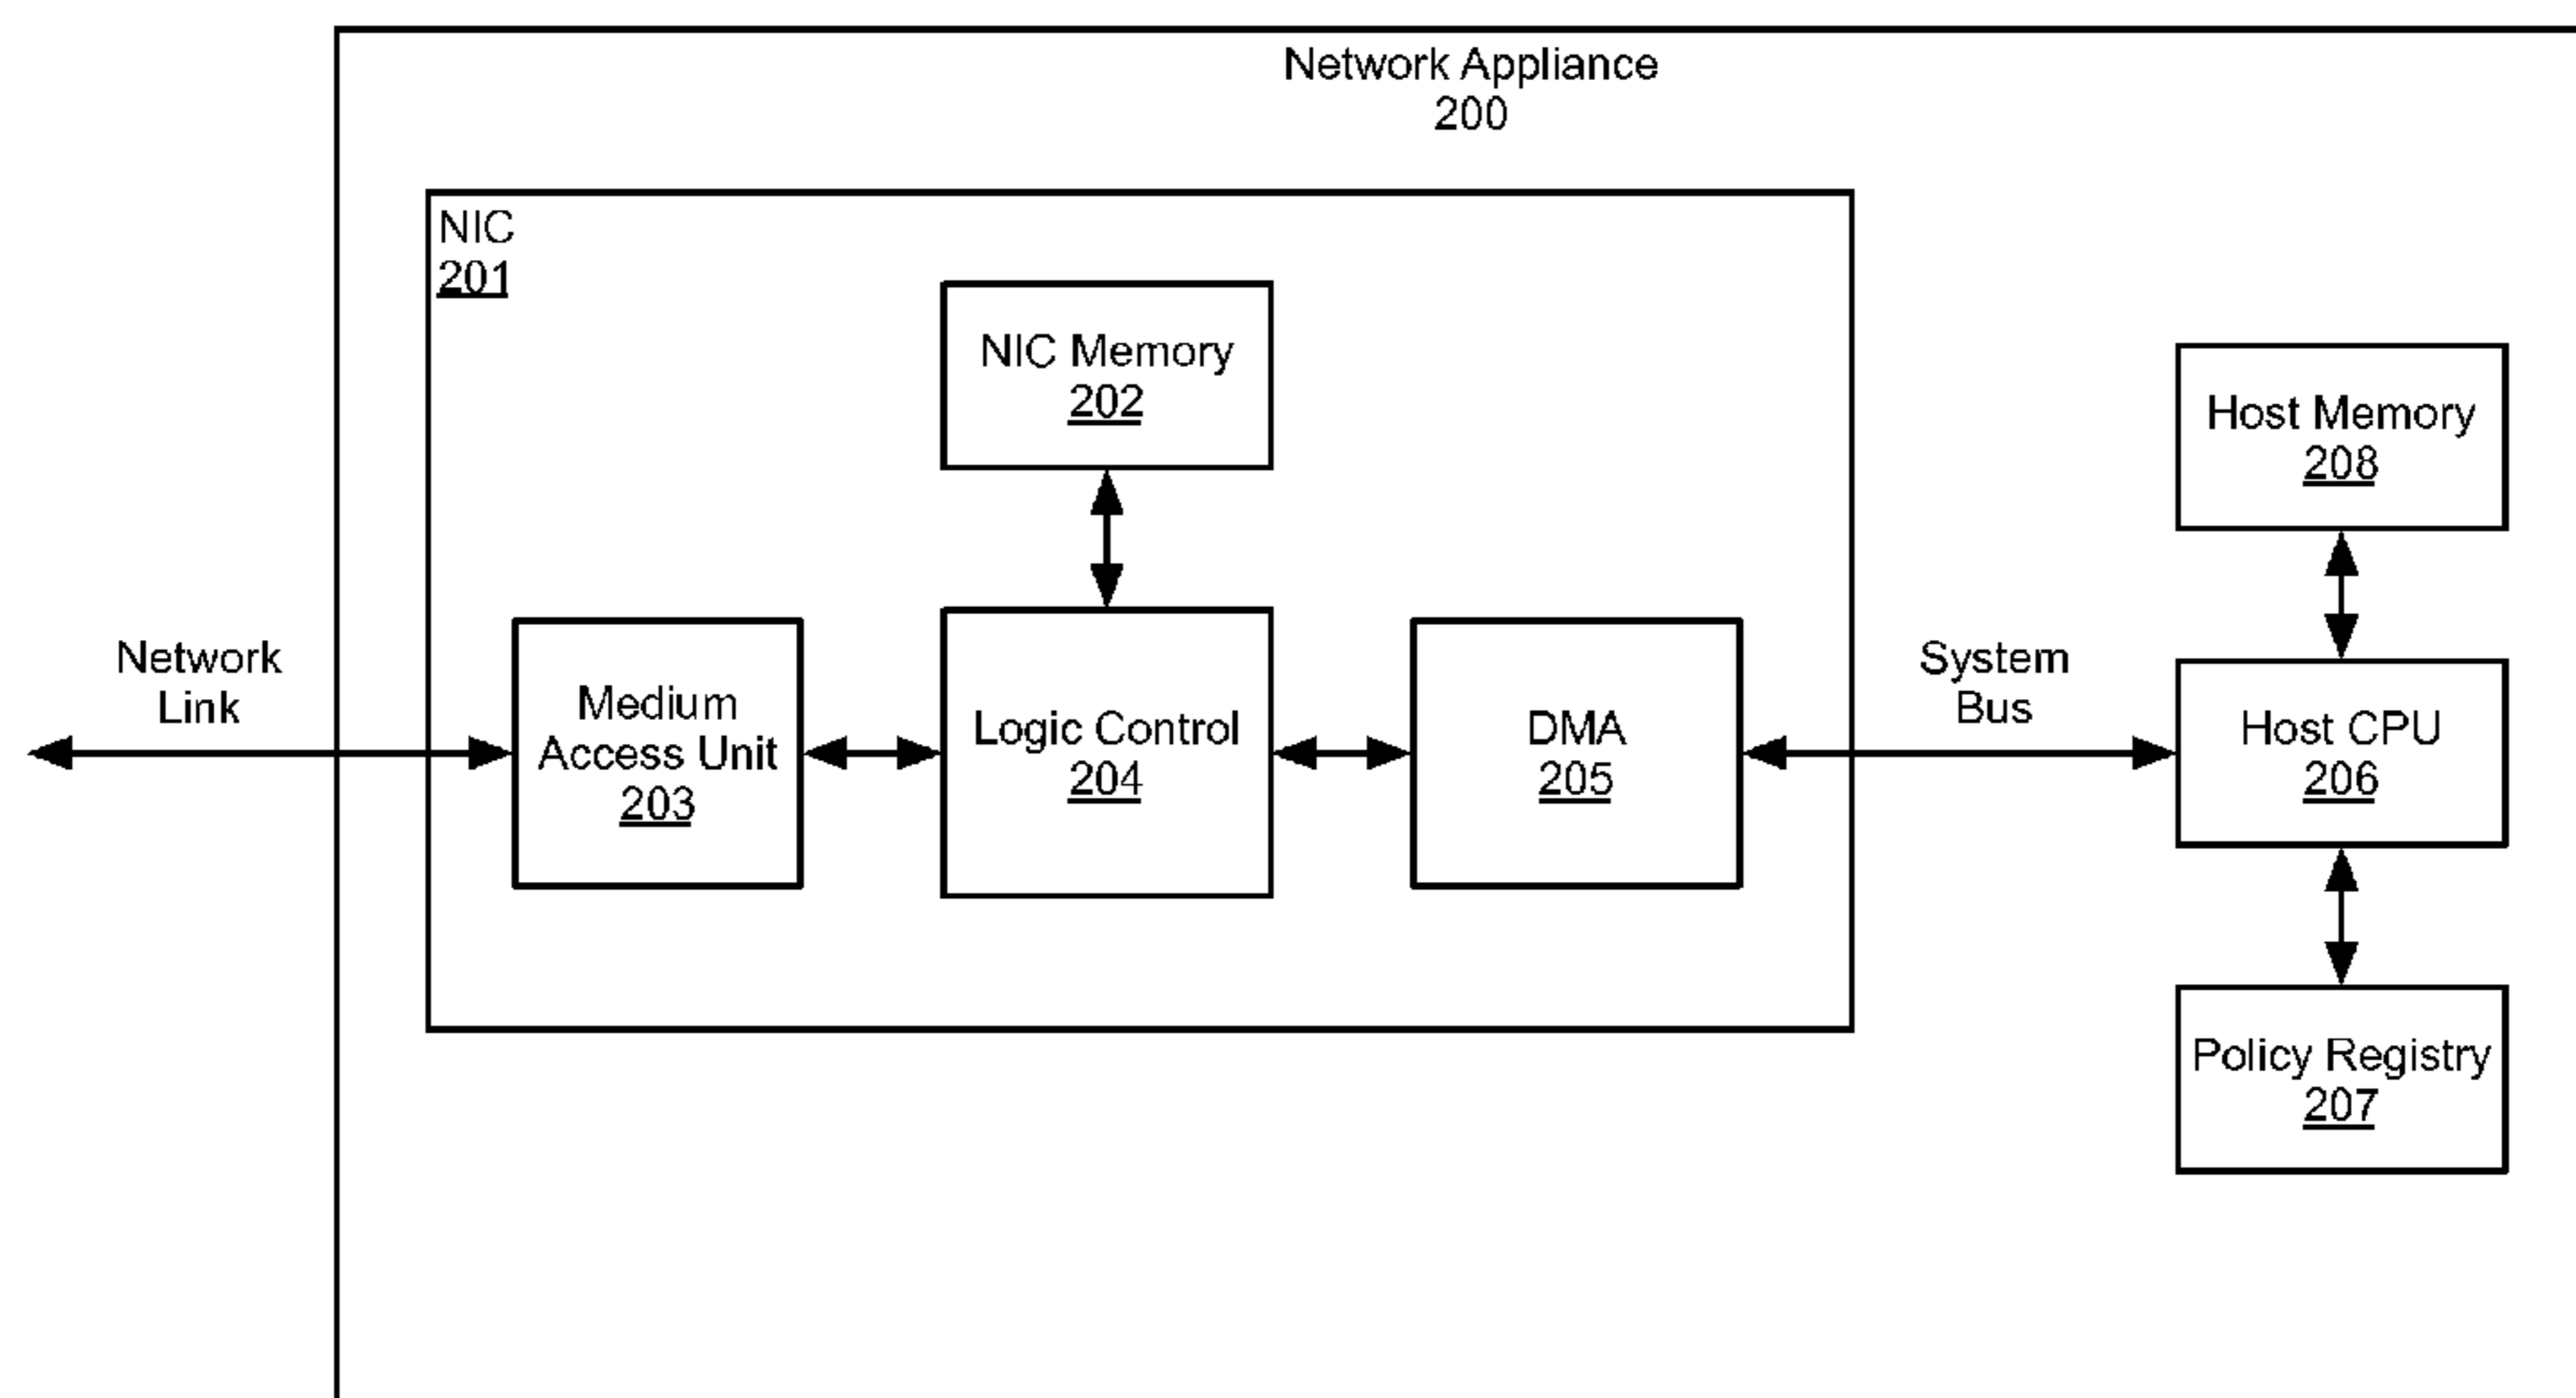 Network Appliance
200
NIC
201
NIC Memory
202
Host Memory
208
Network
Link
Medium
Access Unit
203
Logic Control
204
DMA
205
System
Bus
Host CPU
206
Policy Registry
207